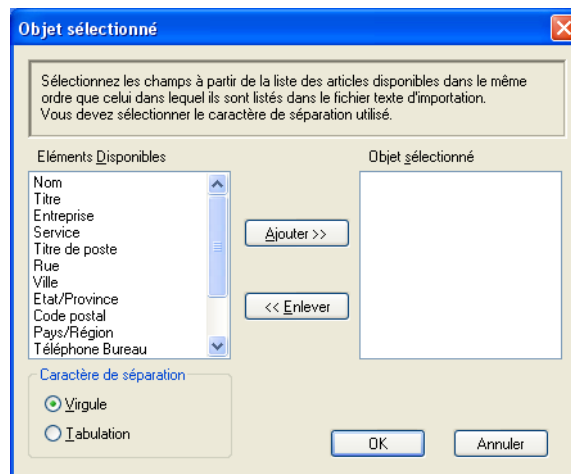 Objet sélectionné
Sélectionnez les champs à partir de la liste des articles disponibles dans le même
ordre que celui dans lequel ils sont listés dans le fichier texte d'importation.
Vous devez sélectionner le caractère de séparation utilisé.
Eléments Disponibles
Objet sélectionné
Nom
Titre
Entreprise
Service
Titre de poste
Rue
Ville
Etat/Province
Code postal
Pays/Région
Téléphone Bureau
Ajouter >>
<< Enlever
Caractère de séparation
Virgule
Tabulation
OK
Annuler